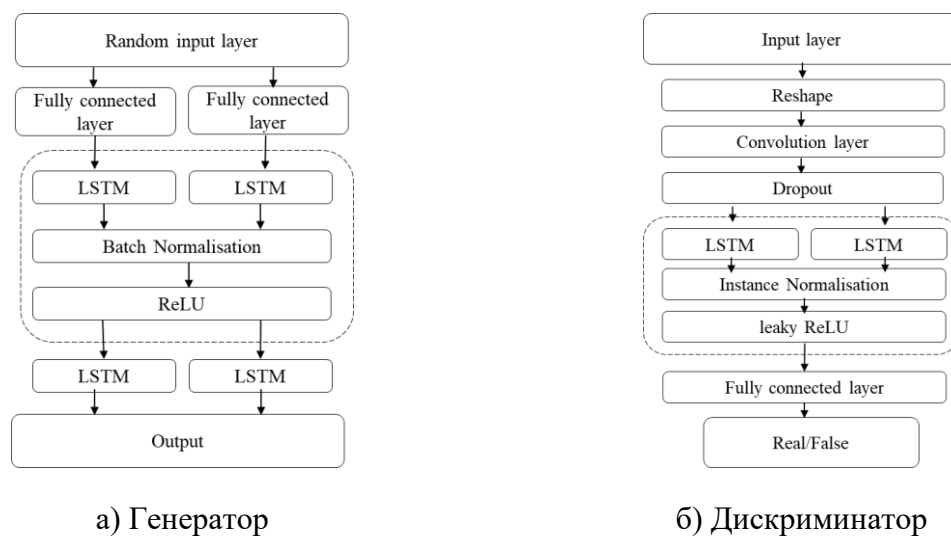 Random input layer
Fully connected
layer
Fully connected
layer
LSTM
LSTM
Batch Normalisation
ReLU
LSTM
LSTM
Output
а) Генератор
Input layer
Reshape
Convolution layer
Dropout
LSTM
LSTM
Instance Normalisation
leaky ReLU
Fully connected layer
Real/False
б) Дискриминатор